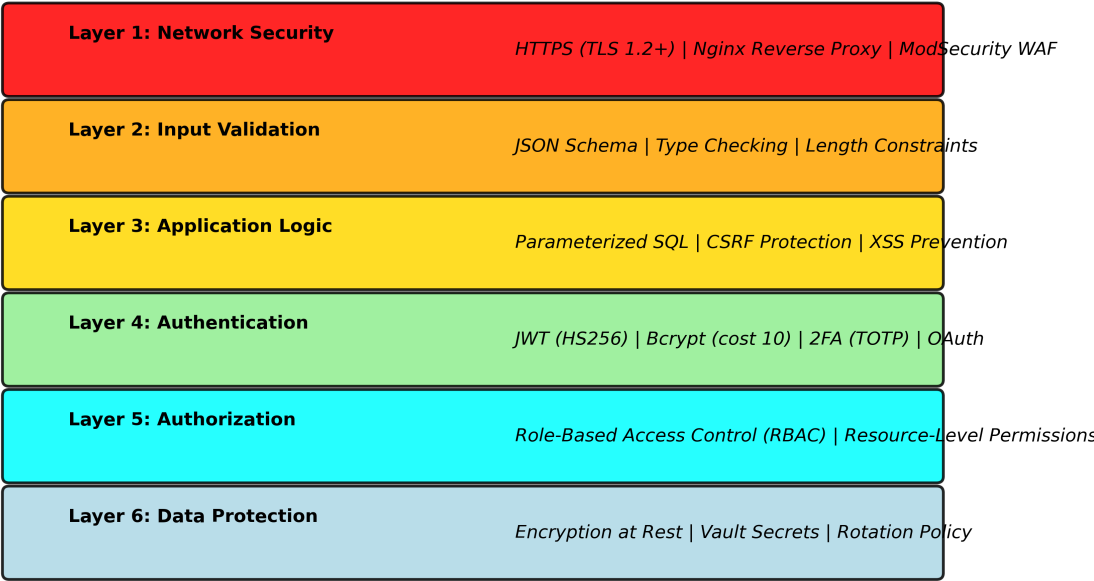 Layer 1: Network Security
HTTPS (TLS 1.2+) | Nginx Reverse Proxy | ModSecurity WAF
Layer 2: Input Validation
JSON Schema | Type Checking | Length Constraints
Layer 3: Application Logic
Parameterized SQL | CSRF Protection | XSS Prevention
Layer 4: Authentication
JWT (HS256) | Bcrypt (cost 10) | 2FA (TOTP) | OAuth
Layer 5: Authorization
Role-Based Access Control (RBAC) | Resource-Level Permissions
Layer 6: Data Protection
Encryption at Rest | Vault Secrets | Rotation Policy